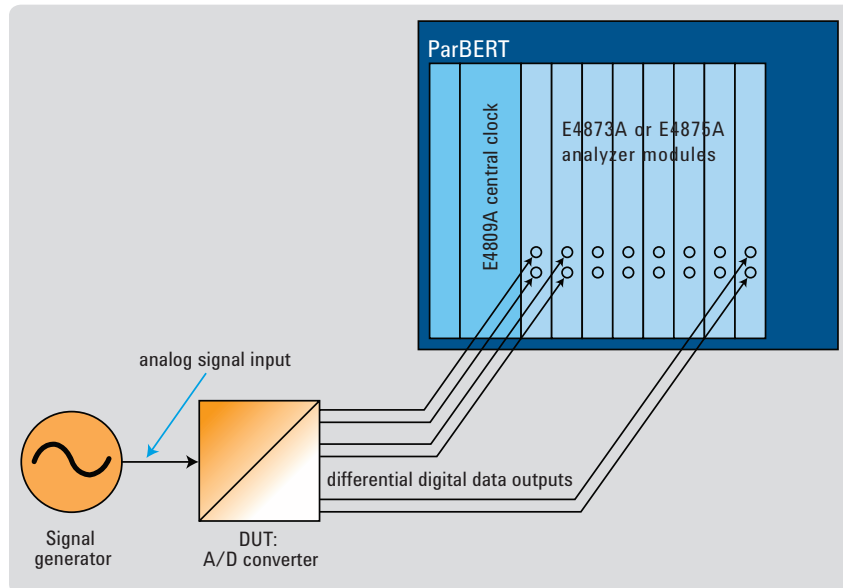 ParBERT
E4809A central clock
E4873A or E4875A
analyzer modules
analog signal input
differential digital data outputs
Signal
generator
DUT:
A/D converter